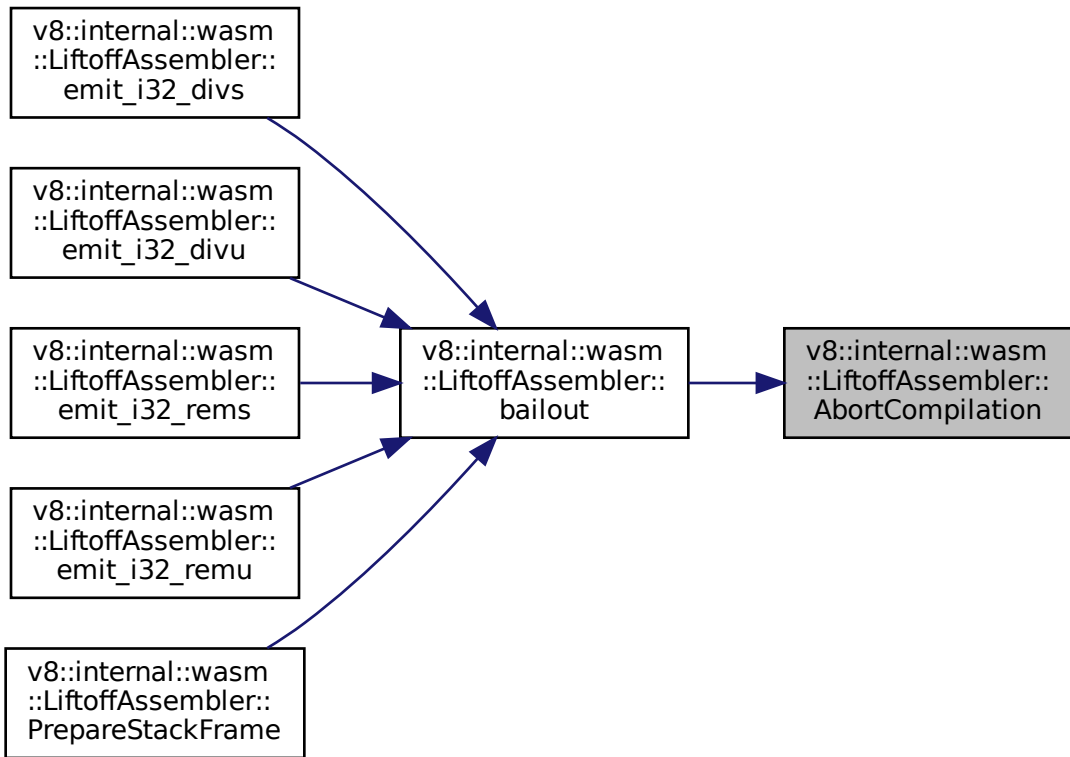 v8::internal::wasm
::LiftoffAssembler::
emit_i32_divs
v8::internal::wasm
::LiftoffAssembler::
emit_i32_divu
v8::internal::wasm
::LiftoffAssembler::
emit_i32_rems
v8::internal::wasm
::LiftoffAssembler::
emit_i32_remu
v8::internal::wasm
::LiftoffAssembler::
PrepareStackFrame
v8::internal::wasm
::LiftoffAssembler::
bailout
v8::internal::wasm
::LiftoffAssembler::
AbortCompilation